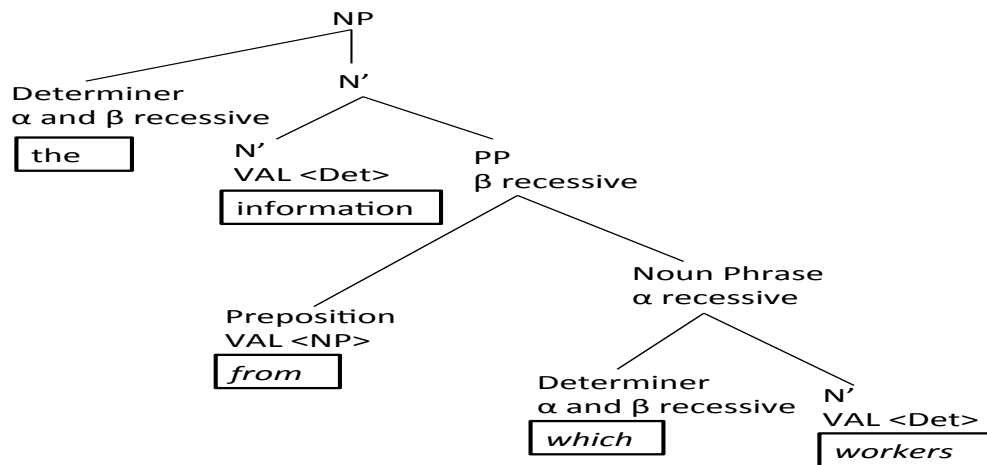 NP
N’
Determiner
α and β recessive
the
N’
VAL <Det>
information
PP
β recessive
Noun Phrase
α recessive
Preposition
VAL <NP>
from
Determiner
α and β recessive
which
N’
VAL <Det>
workers